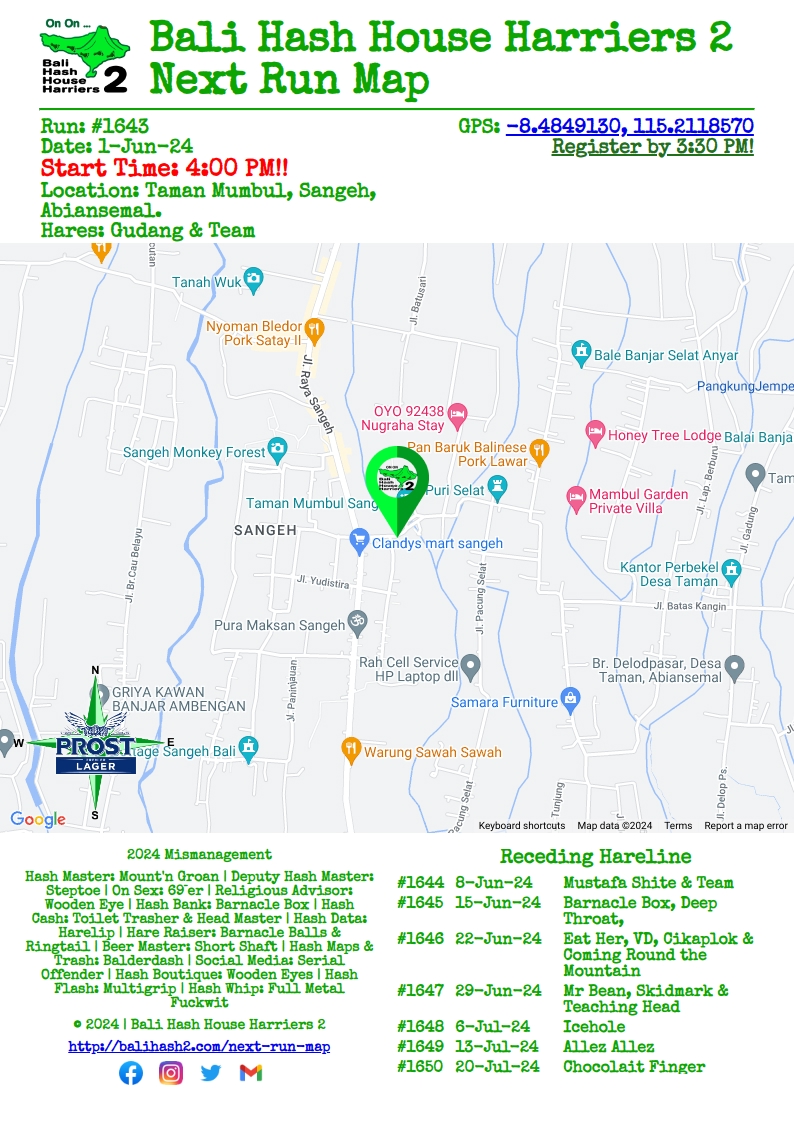 On On ...
Bali
Hash
House
Harriers 2
Bali Hash House Harriers 2
Next Run Map
Run: #1643
Date: 1-Jun-24
Start Time: 4:00 PM!!
Location: Taman Mumbul, Sangeh,
Abiansemal.
Hares: Gudang & Team
GPS: -8.4849130, 115.2118570
Register by 3:30 PM!
cutan
Tanah Wuk
Jl. Batusari
Nyoman Bledor
Pork Satay II
Jl. Raya Sangeh
Bale Banjar Selat Anyar
PangkungJempe
OYO 92438
Nugraha Stay
Honey Tree Lodge
Balai Banja
Pan Baruk Balinese
Pork Lawar
Sangeh Monkey Forest
Jl. Lap. Berburu
Tam
Puri Selat
Mambul Garden
Private Villa
Taman Mumbul Sang
On On
Bali
Hash
House
Harriers 2
Jl. Gadung
SANGEH
Clandys mart sangeh
Jl. Br.Cau Belayu
Kantor Perbekel
Desa Taman
Jl. Yudistira
Jl. Pacung Selat
Jl. Batas Kangin
Pura Maksan Sangeh
Rah Cell Service
HP Laptop dll
Br. Delodpasar, Desa
Taman, Abiansemal
Jl. Paninjauan
N
GRIYA KAWAN
BANJAR AMBENGAN
Samara Furniture
W
PROST
LAGER
E
tage Sangeh Bali
Warung Sawah Sawah
Pacung Selat
Tunjung
Jl. Delop Ps.
S
Google
Keyboard shortcuts
Map data ©2024
Terms
Report a map error
2024 Mismanagement
Hash Master: Mount'n Groan | Deputy Hash Master:
Steptoe | On Sex: 69˜er | Religious Advisor:
Wooden Eye | Hash Bank: Barnacle Box | Hash
Cash: Toilet Trasher & Head Master | Hash Data:
Harelip | Hare Raiser: Barnacle Balls &
Ringtail | Beer Master: Short Shaft | Hash Maps &
Trash: Balderdash | Social Media: Serial
Offender | Hash Boutique: Wooden Eyes | Hash
Flash: Multigrip | Hash Whip: Full Metal
Fuckwit
© 2024 | Bali Hash House Harriers 2
http://balihash2.com/next-run-map
Receding Hareline
#1644 8-Jun-24 Mustafa Shite & Team
#1645 15-Jun-24 Barnacle Box, Deep
Throat,
#1646 22-Jun-24 Eat Her, VD, Cikaplok &
Coming Round the
Mountain
#1647 29-Jun-24 Mr Bean, Skidmark &
Teaching Head
#1648 6-Jul-24 Icehole
#1649 13-Jul-24 Allez Allez
#1650 20-Jul-24 Chocolait Finger